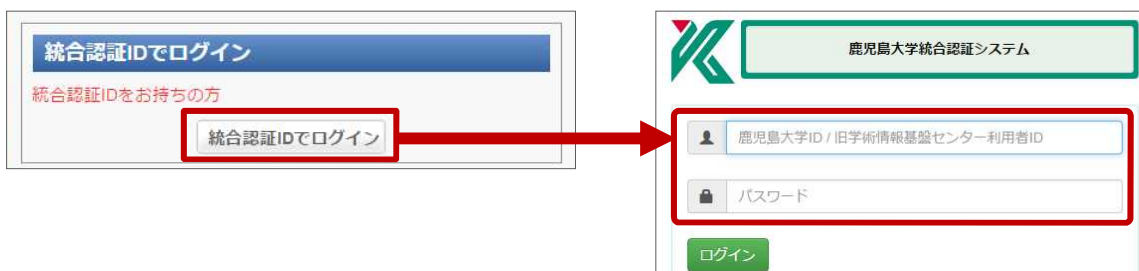 統合認証IDでログイン
統合認証IDをお持ちの方
統合認証IDでログイン
鹿児島大学統合認証システム
鹿児島大学ID / 旧学術情報基盤センター利用者ID
パスワード
ログイン